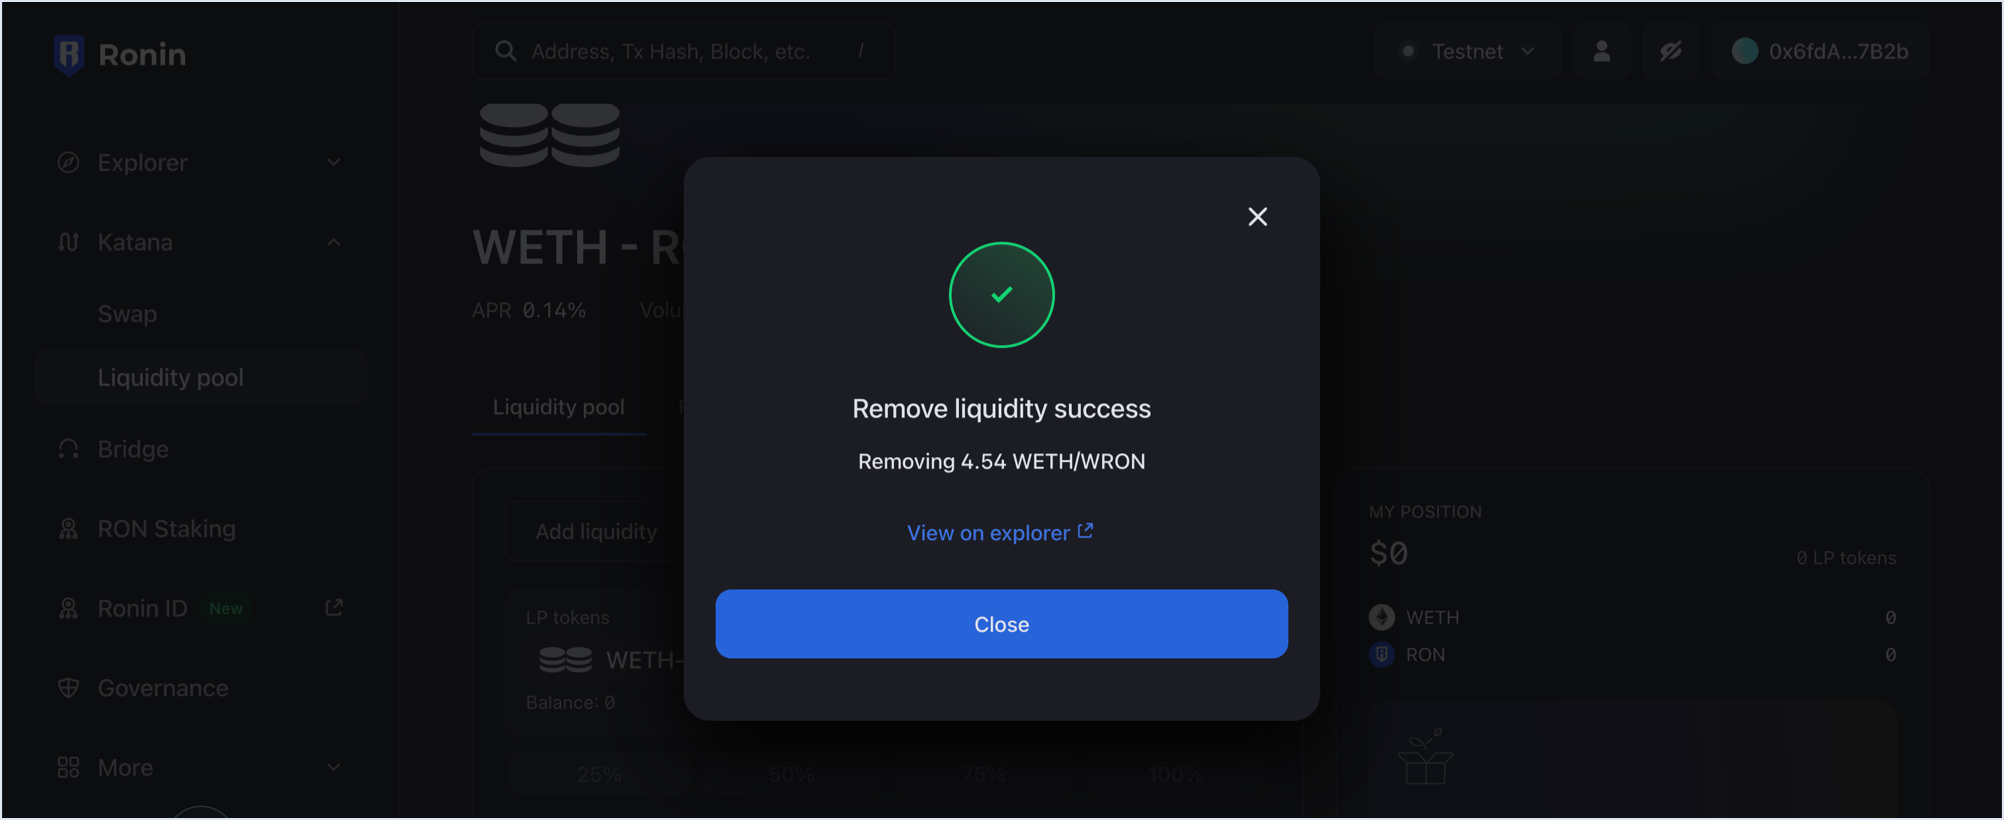 Ronin
Address, Tx Hash, Block, etc. /
Testnet
0x6fdA...7B2b
Explorer
Katana
Swap
Liquidity pool
Bridge
RON Staking
Ronin ID New
Governance
More
WETH - R
APR 0.14%
Liquidity pool
Add liquidity
LP tokens
WETH-
Balance: 0
25% 50% 75% 100%
Remove liquidity success
Removing 4.54 WETH/WRON
View on explorer
Close
MY POSITION
$0
0 LP tokens
WETH 0
RON 0